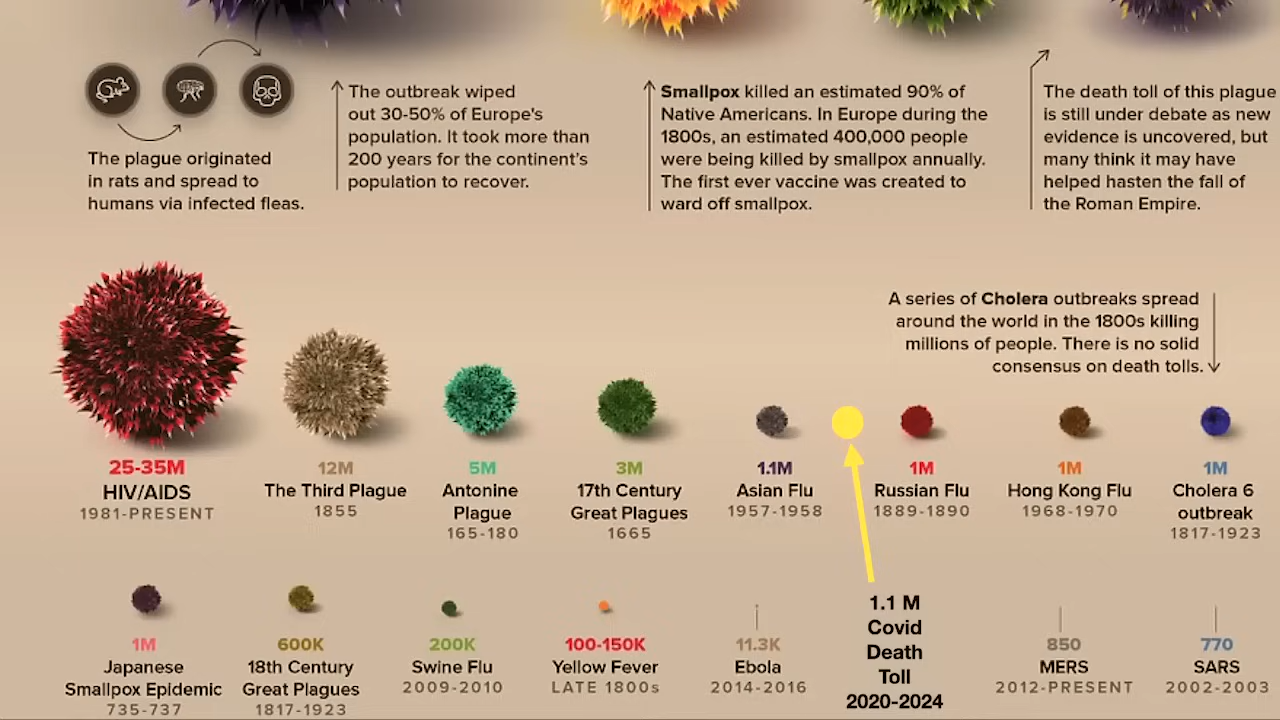 The plague originated
in rats and spread to
humans via infected fleas.
The outbreak wiped
out 30-50% of Europe's
population. It took more than
200 years for the continent's
population to recover.
Smallpox killed an estimated 90% of
Native Americans. In Europe during the
1800s, an estimated 400,000 people
were being killed by smallpox annually.
The first ever vaccine was created to
ward off smallpox.
The death toll of this plague
is still under debate as new
evidence is uncovered, but
many think it may have
helped hasten the fall of
the Roman Empire.
A series of Cholera outbreaks spread
around the world in the 1800s killing
millions of people. There is no solid
consensus on death tolls.
25-35M
HIV/AIDS
1981-PRESENT
12M
The Third Plague
1855
5M
Antonine
Plague
165-180
3M
17th Century
Great Plagues
1665
1.1M
Asian Flu
1957-1958
1M
Russian Flu
1889-1890
1M
Hong Kong Flu
1968-1970
1M
Cholera 6
outbreak
1817-1923
1M
Japanese
Smallpox Epidemic
735-737
600K
18th Century
Great Plagues
1817-1923
200K
Swine Flu
2009-2010
100-150K
Yellow Fever
LATE 1800s
11.3K
Ebola
2014-2016
1.1 M
Covid
Death
Toll
2020-2024
850
MERS
2012-PRESENT
770
SARS
2002-2003